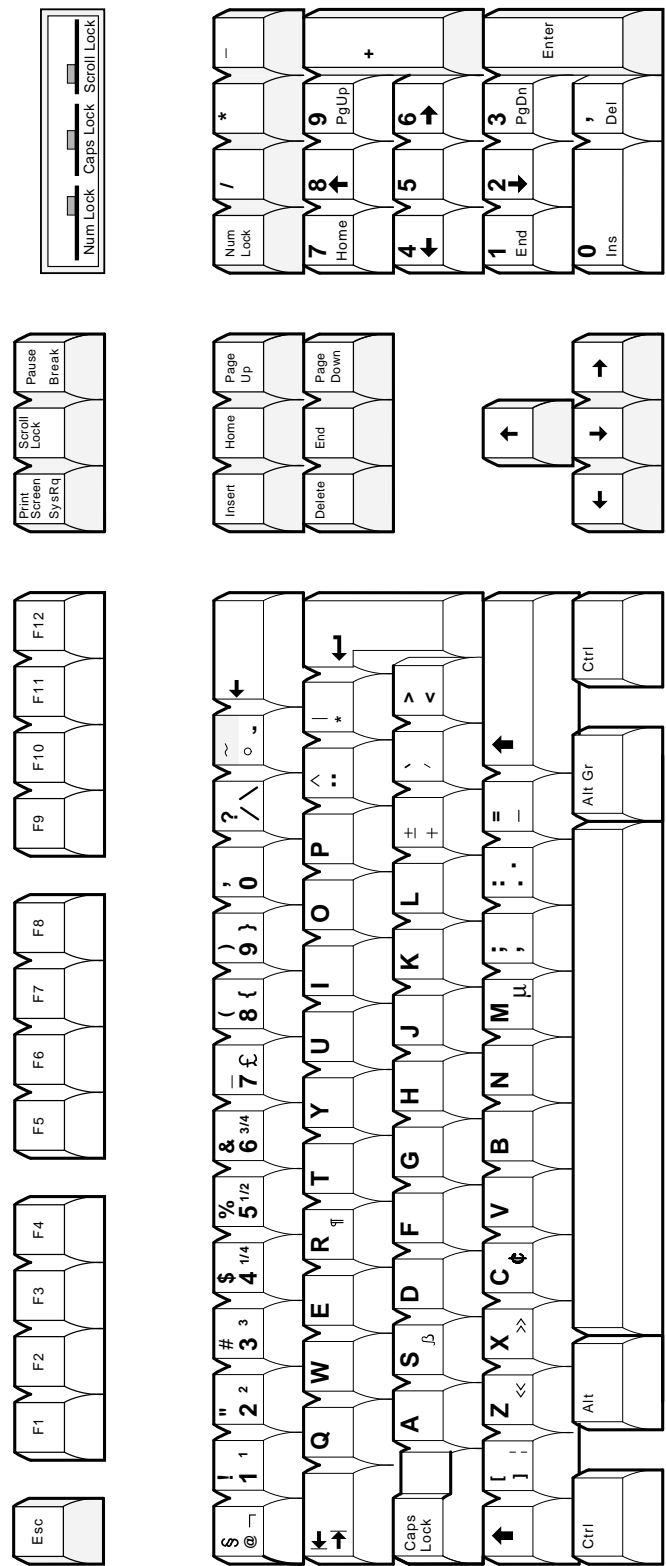 Esc F1 F2 F3 F4 F5 F6 F7 F8 F9 F10 F11 F12
Print Screen SysRq
Scroll Lock
Pause Break
Num Lock Caps Lock Scroll Lock
§ @ ¬
! 1 ¹
" 2 ²
# 3 ³
$ 4 1/4
% 5 1/2
& 6 3/4
¯ 7 £
( 8 {
) 9 }
' 0
? / \
~ ° „
←
Insert Home Page Up
Num Lock / * –
Q W E R ¶ T Y U I O P
^ ¨
| *
Delete End Page Down
7 Home 8 ↑ 9 PgUp +
Caps Lock A S ß D F G H J K L
± +
` ´
> <
4 ← 5 6 →
[ ] ¦
Z << X >> C ¢ V B N M µ
; ,
: .
= –
↑
1 End 2 ↓ 3 PgDn Enter
Ctrl Alt Alt Gr Ctrl
← ↓ →
0 Ins , Del